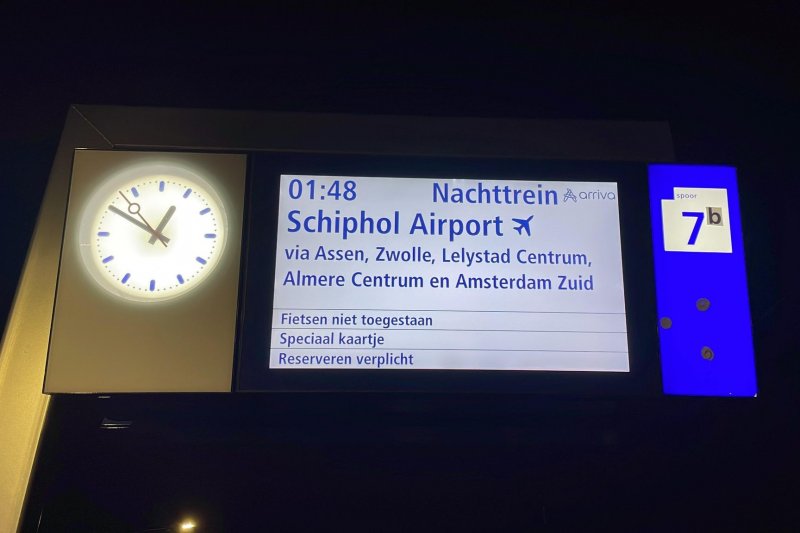 01:48 Nachttrein arriva
Schiphol Airport
via Assen, Zwolle, Lelystad Centrum,
Almere Centrum en Amsterdam Zuid
Fietsen niet toegestaan
Speciaal kaartje
Reserveren verplicht
spoor
7b